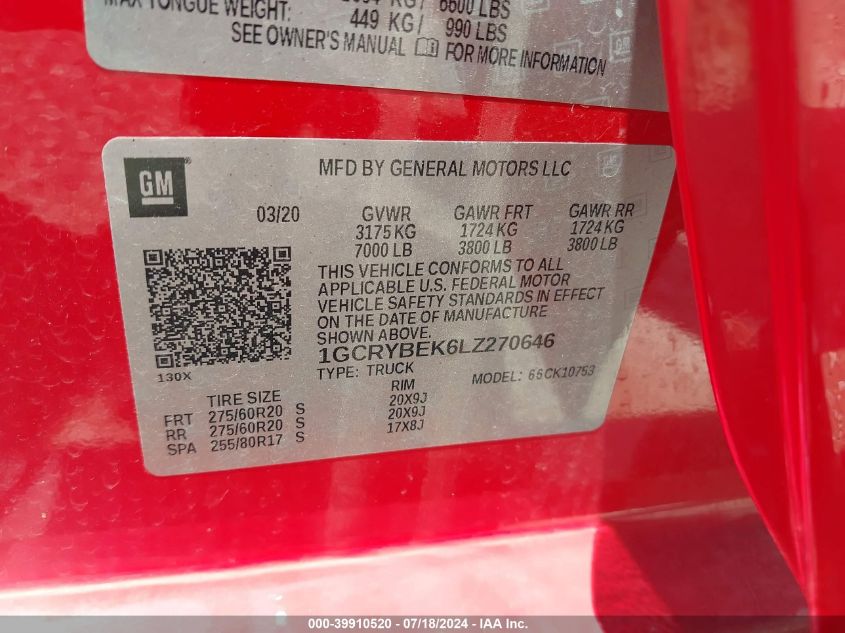 MAX TONGUE WEIGHT: KG/ 6600 LBS
449 KG/ 990 LBS
SEE OWNER'S MANUAL FOR MORE INFORMATION
GM
MFD BY GENERAL MOTORS LLC
03/20 GVWR GAWR FRT GAWR RR
3175 KG 1724 KG 1724 KG
7000 LB 3800 LB 3800 LB
THIS VEHICLE CONFORMS TO ALL
APPLICABLE U.S. FEDERAL MOTOR
VEHICLE SAFETY STANDARDS IN EFFECT
ON THE DATE OF MANUFACTURE
SHOWN ABOVE.
1GCRYBEK6LZ270646
130X TYPE: TRUCK MODEL: 66CK10753
TIRE SIZE RIM
FRT 275/60R20 S 20X9J
RR 275/60R20 S 20X9J
SPA 255/80R17 S 17X8J
000-39910520 - 07/18/2024 - IAA Inc.